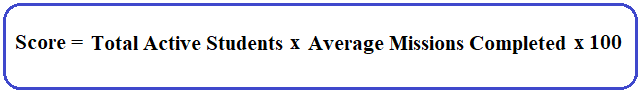 Score = Total Active Students x Average Missions Completed x 100